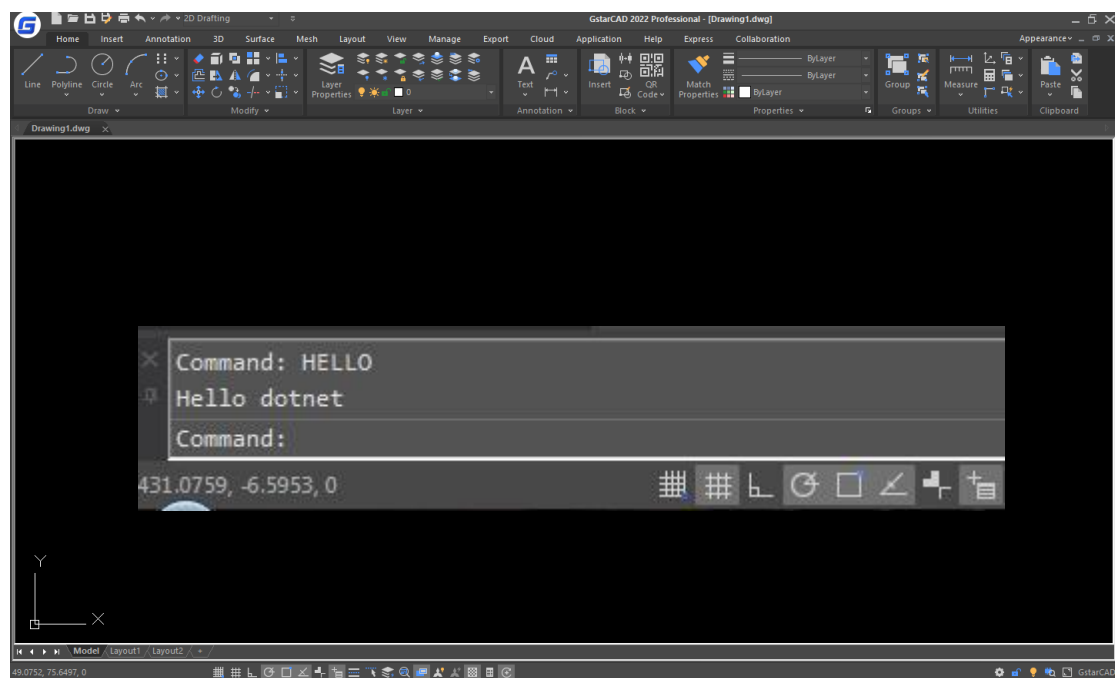 2D Drafting
GstarCAD 2022 Professional - [Drawing1.dwg]
Home Insert Annotation 3D Surface Mesh Layout View Manage Export Cloud Application Help Express Collaboration Appearance
Line Polyline Circle Arc
Layer Properties
0
Text
Insert
QR Code
Match Properties
ByLayer
ByLayer
ByLayer
Group
Measure
Paste
Draw Modify Layer Annotation Block Properties Groups Utilities Clipboard
Drawing1.dwg
Command: HELLO
Hello dotnet
Command:
431.0759, -6.5953, 0
Y
X
Model Layout1 Layout2 +
49.0752, 75.6497, 0
GstarCAD